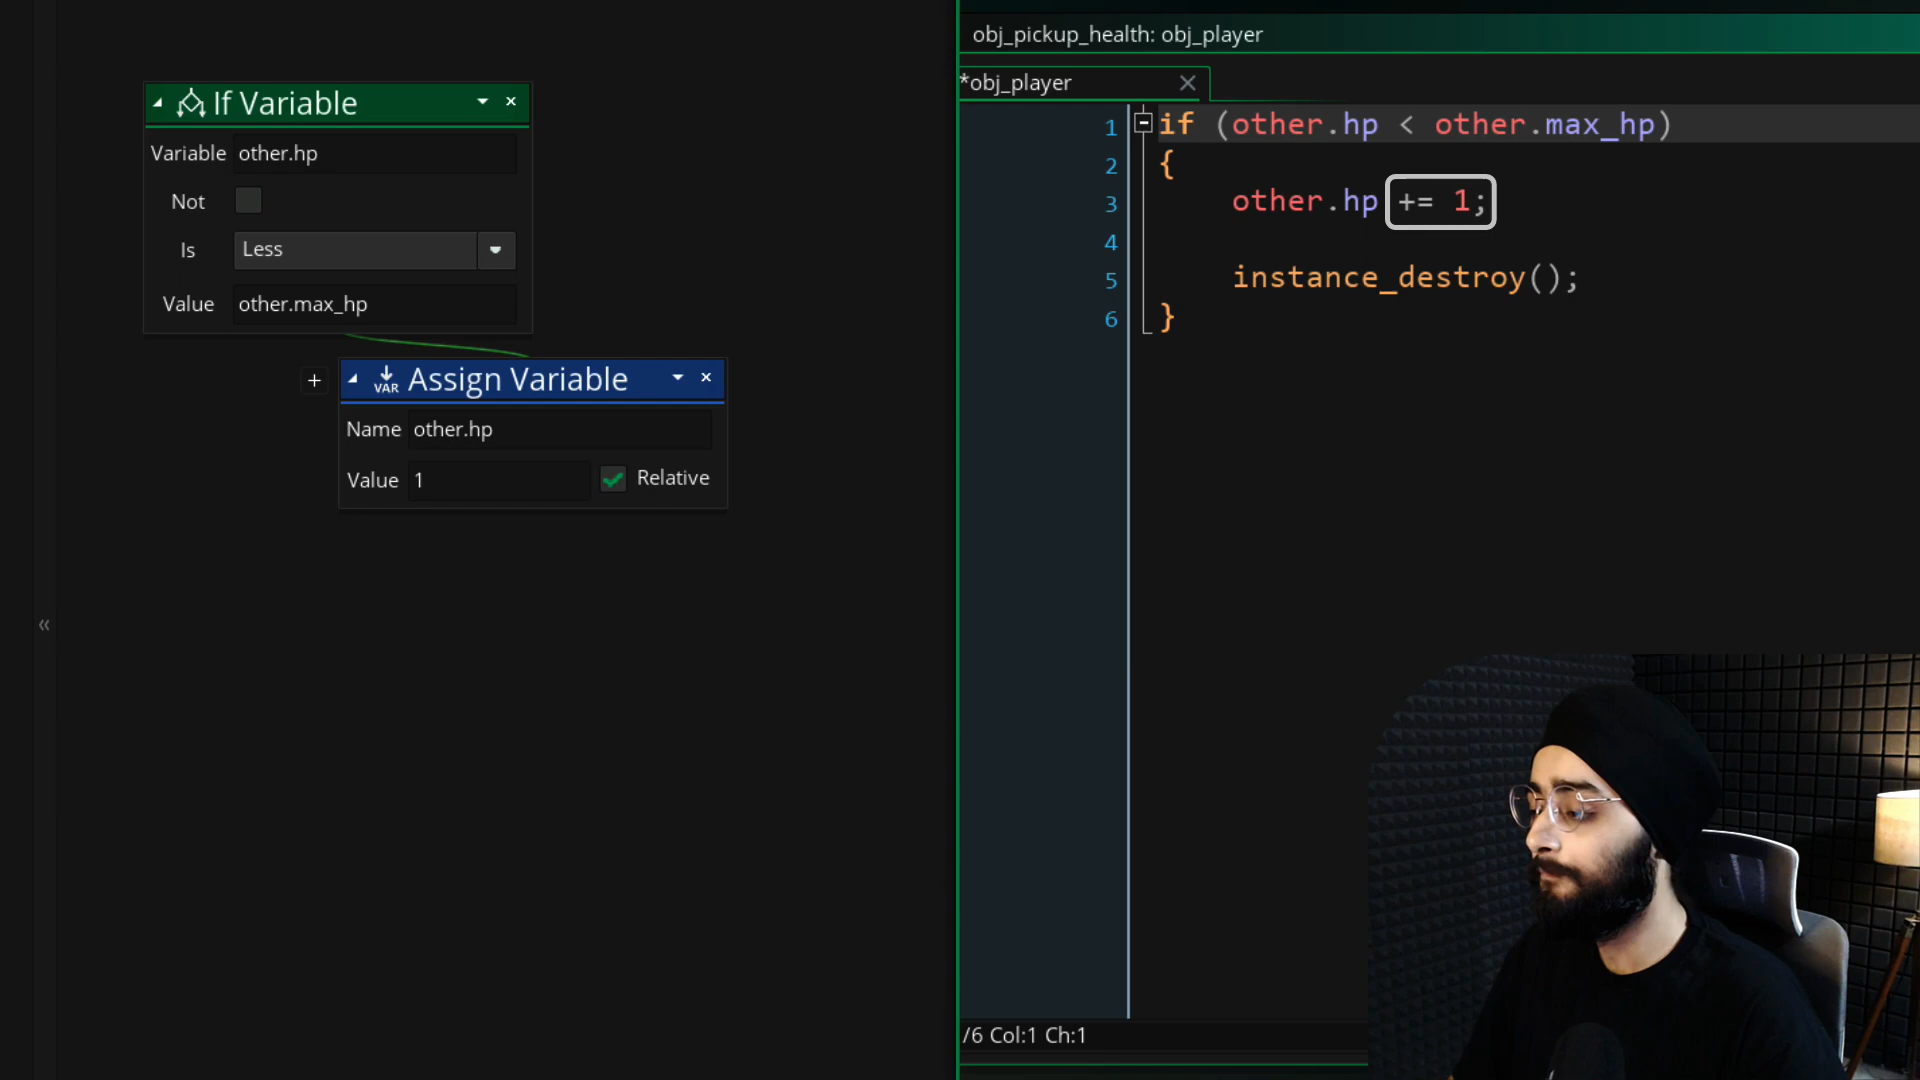 If Variable
Variable other.hp
Not
Is Less
Value other.max_hp
+
VAR Assign Variable
Name other.hp
Value 1 Relative
«
obj_pickup_health: obj_player
*obj_player
1 if (other.hp < other.max_hp)
2 {
3 other.hp += 1;
4
5 instance_destroy();
6 }
/6 Col:1 Ch:1